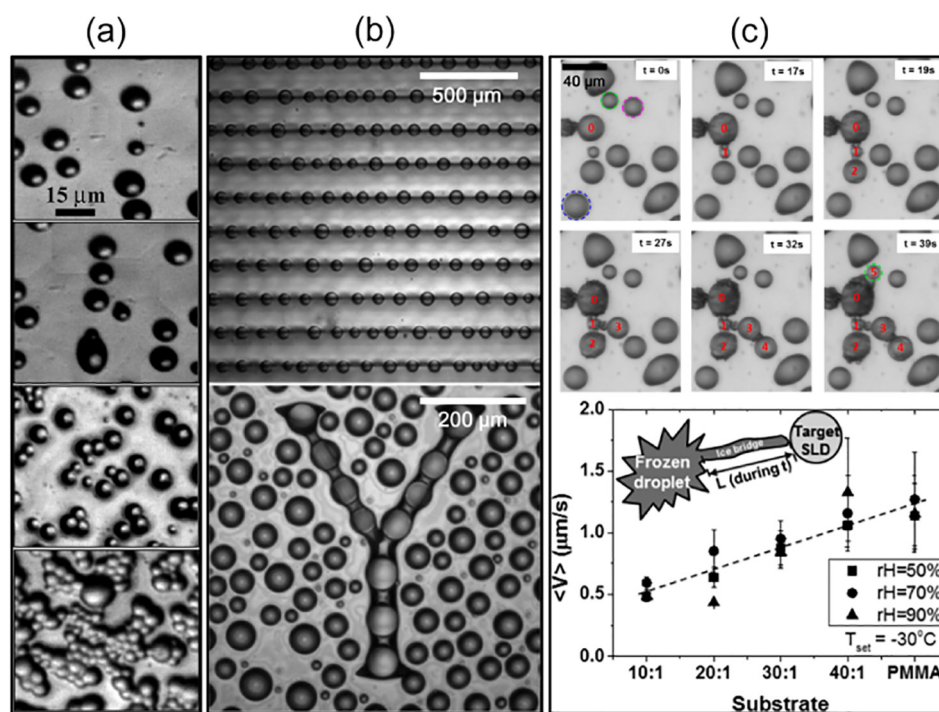 (a)
(b)
(c)
15 μm
500 μm
200 μm
40 μm
t = 0s
t = 17s
t = 19s
0
0
1
0
1
2
t = 27s
t = 32s
t = 39s
0
1
3
2
0
1
3
2
4
5
0
1
3
2
4
2.0
1.5
1.0
0.5
0.0
<V> (μm/s)
Frozen
droplet
Ice bridge
L (during t)
Target
SLD
rH=50%
rH=70%
rH=90%
Tset = -30°C
10:1
20:1
30:1
40:1
PMMA
Substrate